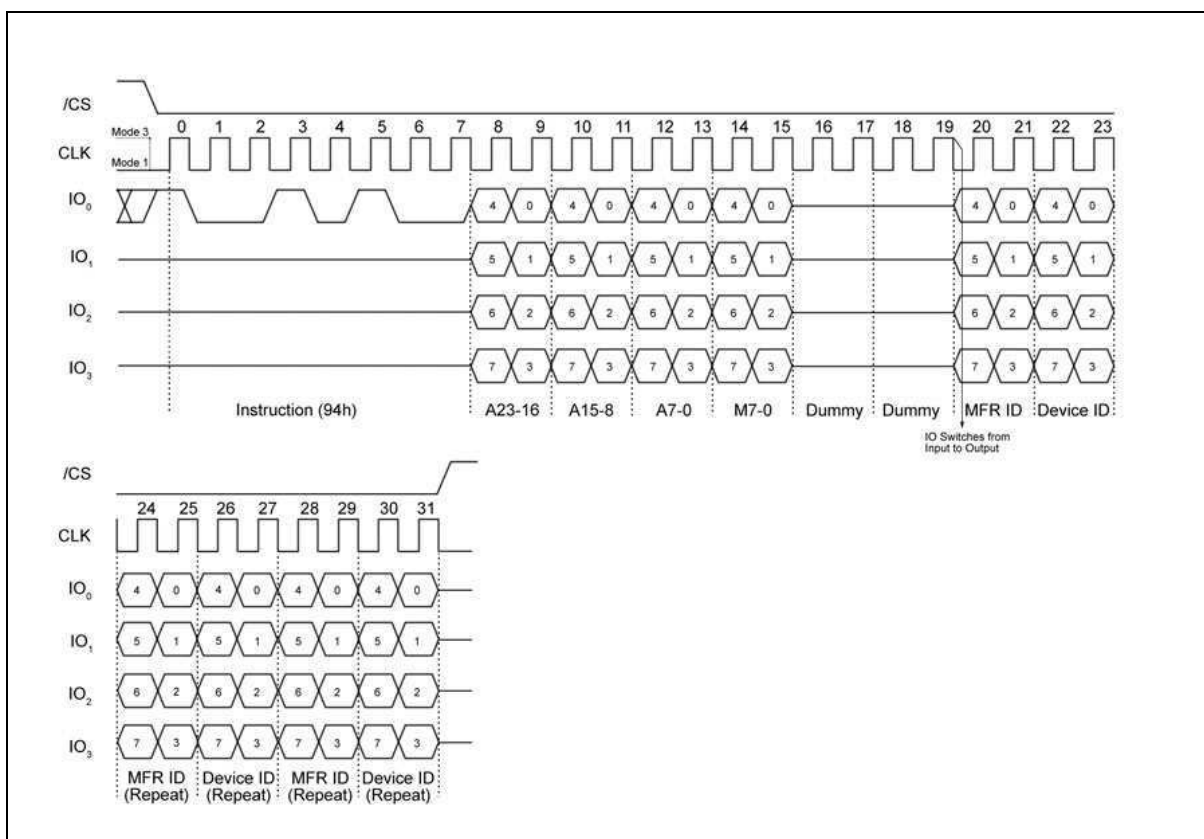 /CS
0 1 2 3 4 5 6 7 8 9 10 11 12 13 14 15 16 17 18 19 20 21 22 23
Mode 3
CLK
Mode 1
IO0 4 0 4 0 4 0 4 0 4 0 4 0
IO1 5 1 5 1 5 1 5 1 5 1 5 1
IO2 6 2 6 2 6 2 6 2 6 2 6 2
IO3 7 3 7 3 7 3 7 3 7 3 7 3
Instruction (94h) A23-16 A15-8 A7-0 M7-0 Dummy Dummy MFR ID Device ID
IO Switches from
Input to Output
/CS
24 25 26 27 28 29 30 31
CLK
IO0 4 0 4 0 4 0 4 0
IO1 5 1 5 1 5 1 5 1
IO2 6 2 6 2 6 2 6 2
IO3 7 3 7 3 7 3 7 3
MFR ID Device ID MFR ID Device ID
(Repeat) (Repeat) (Repeat) (Repeat)